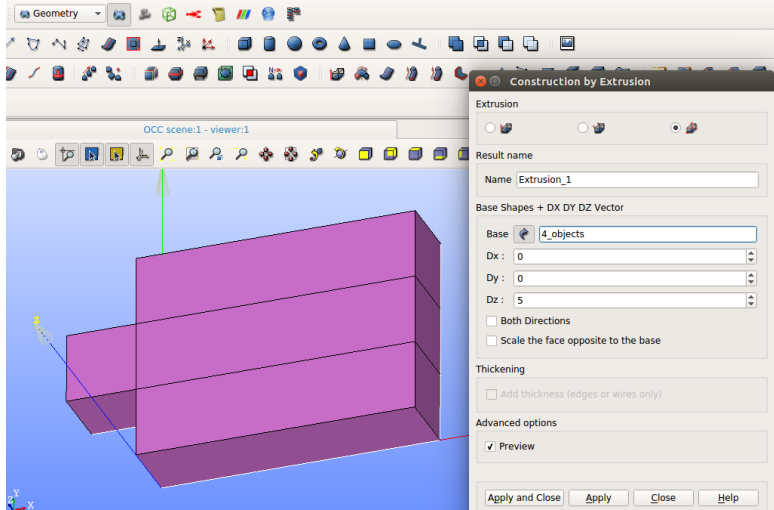 Geometry
Construction by Extrusion
Extrusion
OCC scene:1 - viewer:1
Result name
Name Extrusion_1
Base Shapes + DX DY DZ Vector
Base 4_objects
Dx : 0
Dy : 0
Dz : 5
Both Directions
Scale the face opposite to the base
Thickening
Add thickness (edges or wires only)
Advanced options
Preview
Apply and Close Apply Close Help
Z
Y
Z
X